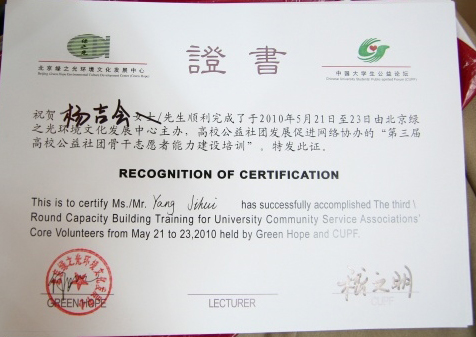 證書
北京绿之光环境文化发展中心
中国大学生公益论坛
祝贺 杨吉会 女士/先生顺利完成了于2010年5月21日至23日由北京绿
之光环境文化发展中心主办，高校公益社团发展促进网络协办的“第三届
高校公益社团骨干志愿者能力建设培训”。特发此证。
RECOGNITION OF CERTIFICATION
This is to certify Ms./Mr. Yang Jihui has successfully accomplished The third \
Round Capacity Building Training for University Community Service Associations'
Core Volunteers from May 21 to 23,2010 held by Green Hope and CUPF.
GREENHOPE
LECTURER
CUPF